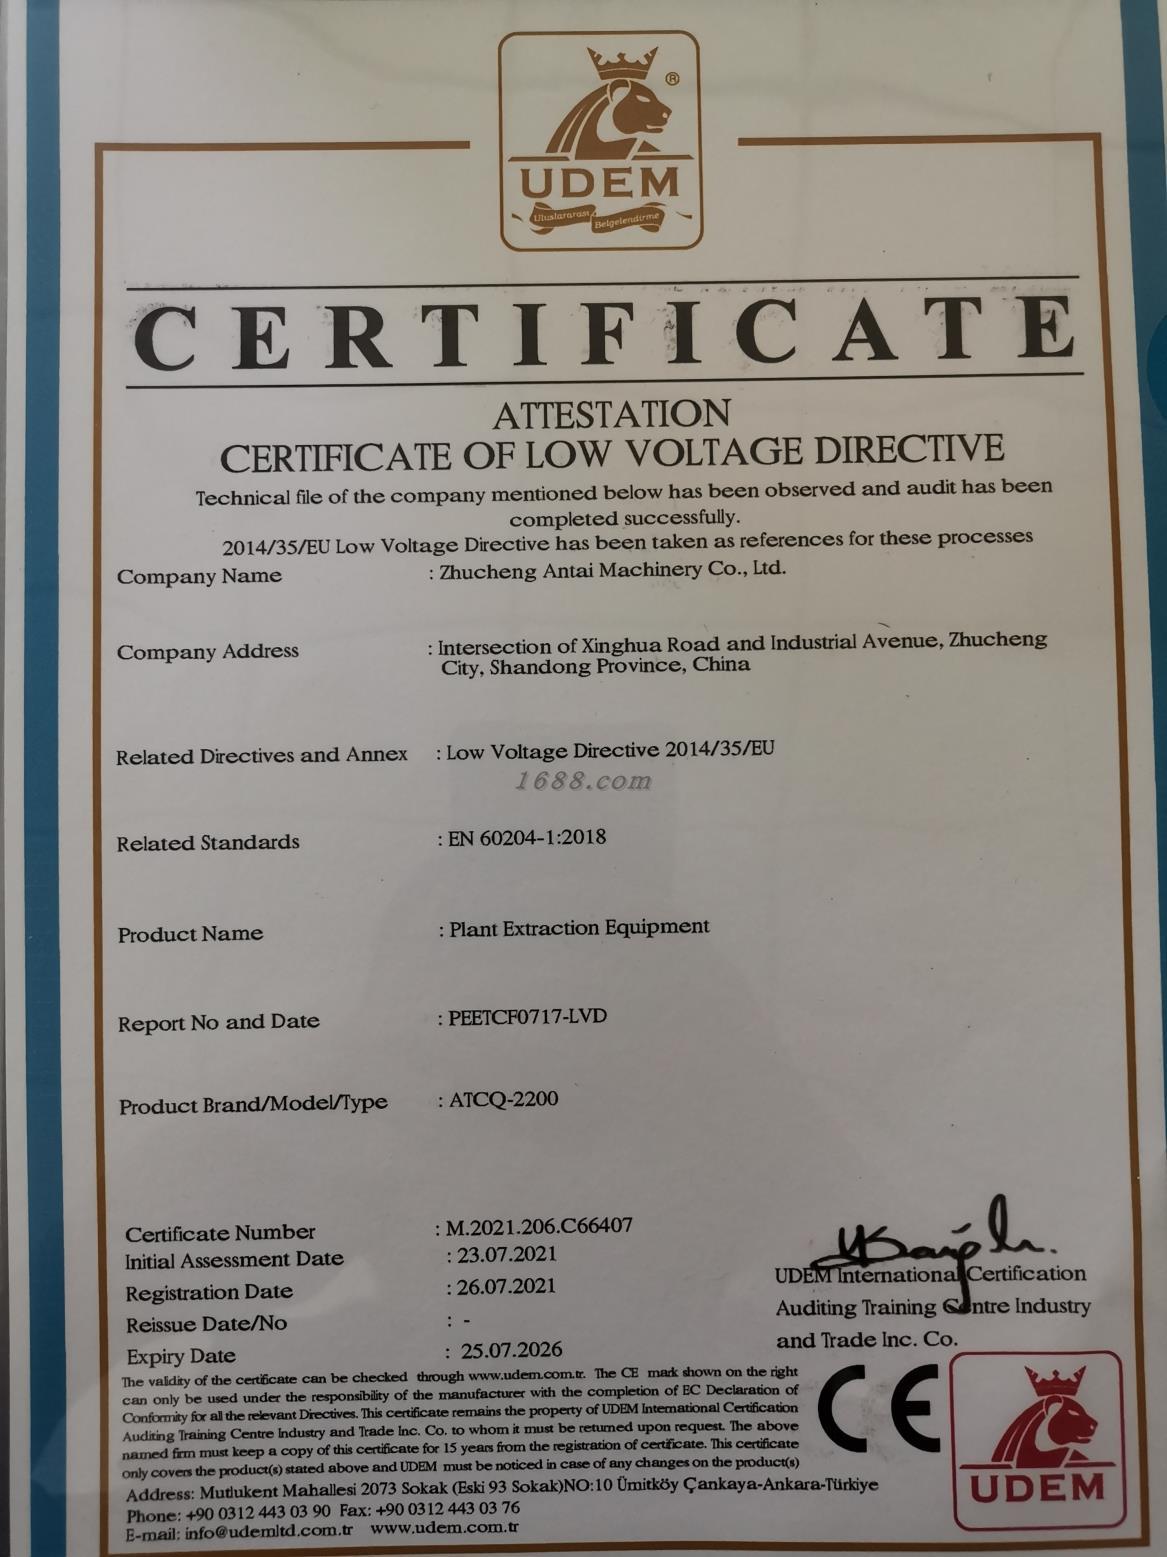 ®
UDEM
Uluslararası Belgelendirme
CERTIFICATE
ATTESTATION
CERTIFICATE OF LOW VOLTAGE DIRECTIVE
Technical file of the company mentioned below has been observed and audit has been
completed successfully.
2014/35/EU Low Voltage Directive has been taken as references for these processes
Company Name : Zhucheng Antai Machinery Co., Ltd.
Company Address : Intersection of Xinghua Road and Industrial Avenue, Zhucheng
City, Shandong Province, China
Related Directives and Annex : Low Voltage Directive 2014/35/EU
1688.com
Related Standards : EN 60204-1:2018
Product Name : Plant Extraction Equipment
Report No and Date : PEETCF0717-LVD
Product Brand/Model/Type : ATCQ-2200
Certificate Number : M.2021.206.C66407
Initial Assessment Date : 23.07.2021
Registration Date : 26.07.2021
Reissue Date/No : -
Expiry Date : 25.07.2026
UDEM International Certification
Auditing Training Centre Industry
and Trade Inc. Co.
The validity of the certificate can be checked through www.udem.com.tr. The CE mark shown on the right
can only be used under the responsibility of the manufacturer with the completion of EC Declaration of
Conformity for all the relevant Directives. This certificate remains the property of UDEM International Certification
Auditing Training Centre Industry and Trade Inc. Co. to whom it must be returned upon request. The above
named firm must keep a copy of this certificate for 15 years from the registration of certificate. This certificate
only covers the product(s) stated above and UDEM must be noticed in case of any changes on the product(s)
Address: Mutlukent Mahallesi 2073 Sokak (Eski 93 Sokak)NO:10 Ümitköy Çankaya-Ankara-Türkiye
Phone: +90 0312 443 03 90 Fax: +90 0312 443 03 76
E-mail: info@udemltd.com.tr www.udem.com.tr
CE
UDEM